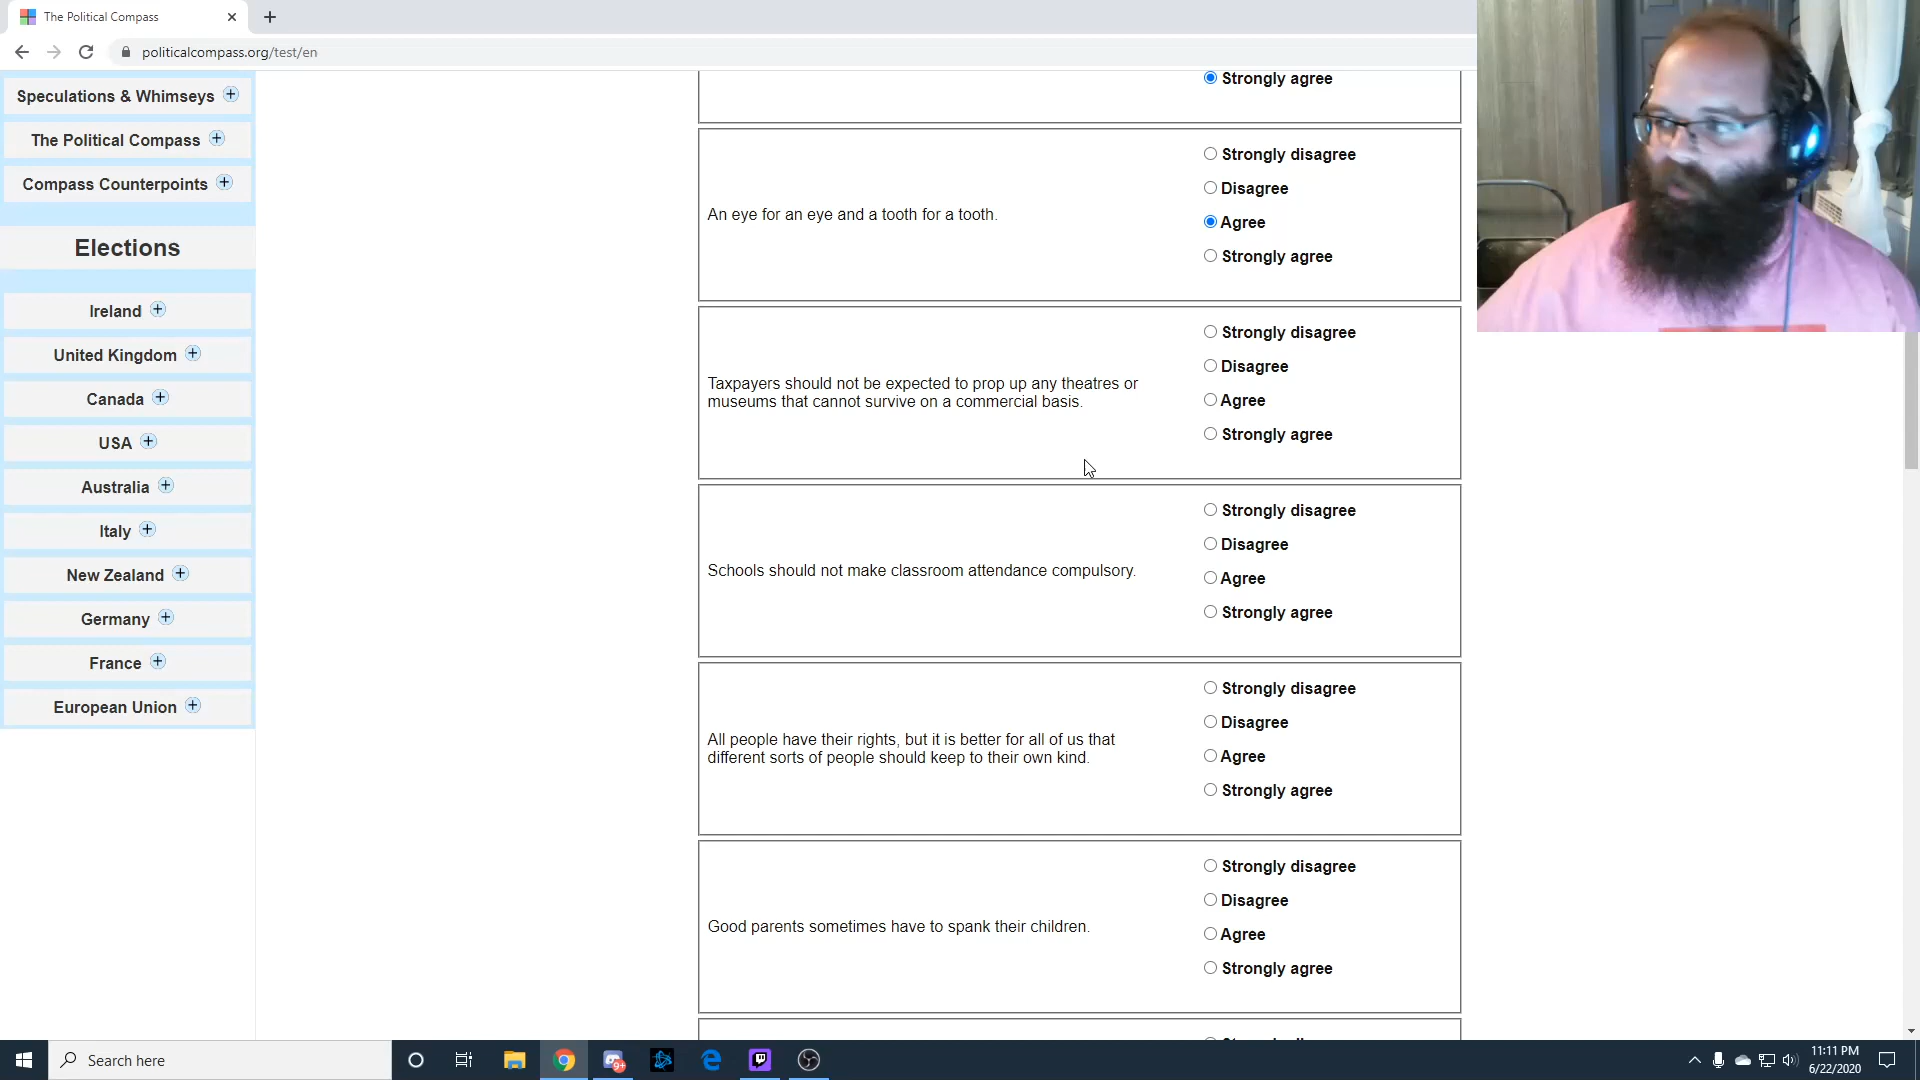 The Political Compass
politicalcompass.org/test/en
Speculations & Whimseys
The Political Compass
Compass Counterpoints
Elections
Ireland
United Kingdom
Canada
USA
Australia
Italy
New Zealand
Germany
France
European Union
Strongly agree
An eye for an eye and a tooth for a tooth.
Strongly disagree
Disagree
Agree
Strongly agree
Taxpayers should not be expected to prop up any theatres or
museums that cannot survive on a commercial basis.
Strongly disagree
Disagree
Agree
Strongly agree
Schools should not make classroom attendance compulsory.
Strongly disagree
Disagree
Agree
Strongly agree
All people have their rights, but it is better for all of us that
different sorts of people should keep to their own kind.
Strongly disagree
Disagree
Agree
Strongly agree
Good parents sometimes have to spank their children.
Strongly disagree
Disagree
Agree
Strongly agree
Search here
9+
11:11 PM
6/22/2020